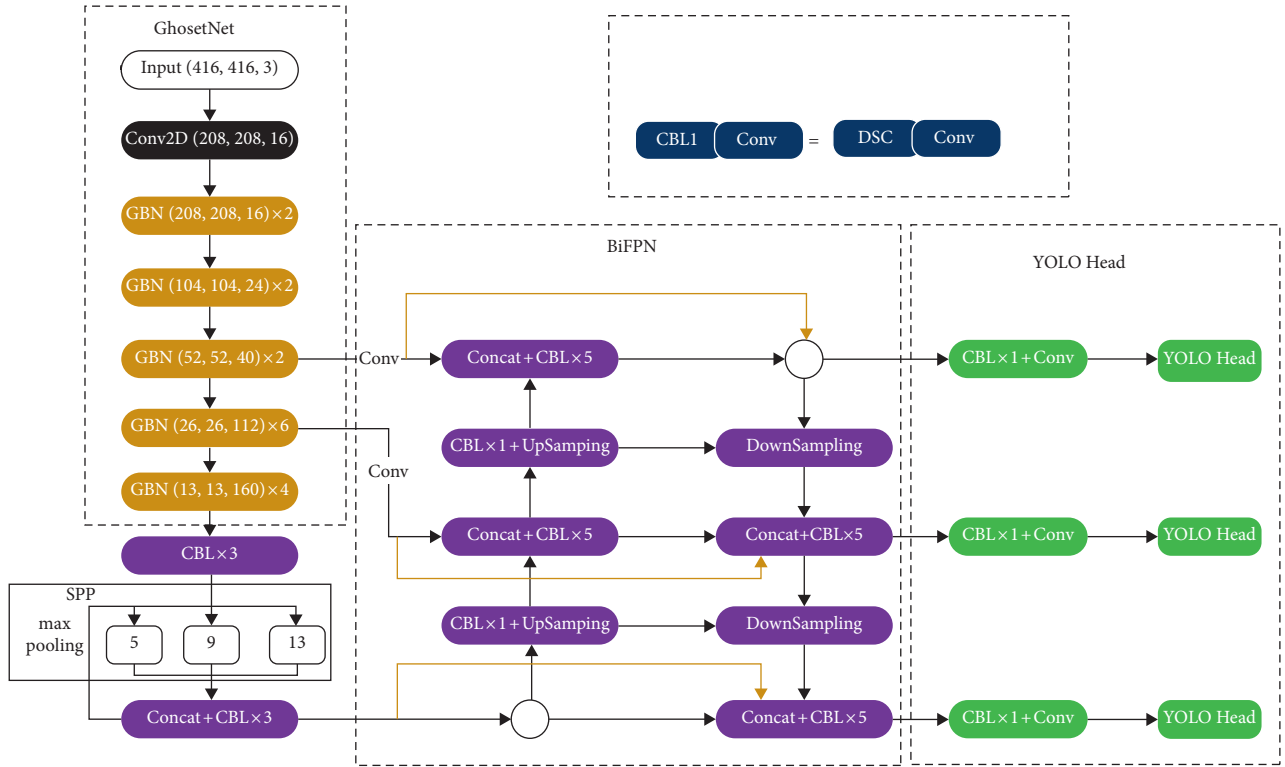 GhosetNet
Input (416, 416, 3)
Conv2D (208, 208, 16)
GBN (208, 208, 16)×2
GBN (104, 104, 24)×2
GBN (52, 52, 40)×2
GBN (26, 26, 112)×6
GBN (13, 13, 160)×4
CBL×3
SPP
max
pooling
5
9
13
Concat+CBL×3
CBL1
Conv
=
DSC
Conv
BiFPN
Conv
Conv
Concat+CBL×5
CBL×1+UpSamping
DownSampling
Concat+CBL×5
Concat+CBL×5
CBL×1+UpSamping
DownSampling
Concat+CBL×5
YOLO Head
CBL×1+Conv
YOLO Head
CBL×1+Conv
YOLO Head
CBL×1+Conv
YOLO Head